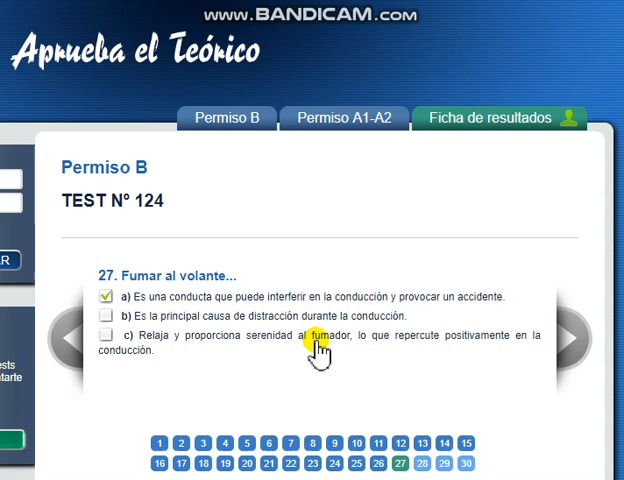 www.BANDICAM.com
Aprueba el Teórico
Permiso B
Permiso A1-A2
Ficha de resultados
Permiso B
TEST Nº 124
AR
27. Fumar al volante...
a) Es una conducta que puede interferir en la conducción y provocar un accidente.
b) Es la principal causa de distracción durante la conducción.
c) Relaja y proporciona serenidad al fumador, lo que repercute positivamente en la
conducción.
ests
ntarte
1 2 3 4 5 6 7 8 9 10 11 12 13 14 15
16 17 18 19 20 21 22 23 24 25 26 27 28 29 30